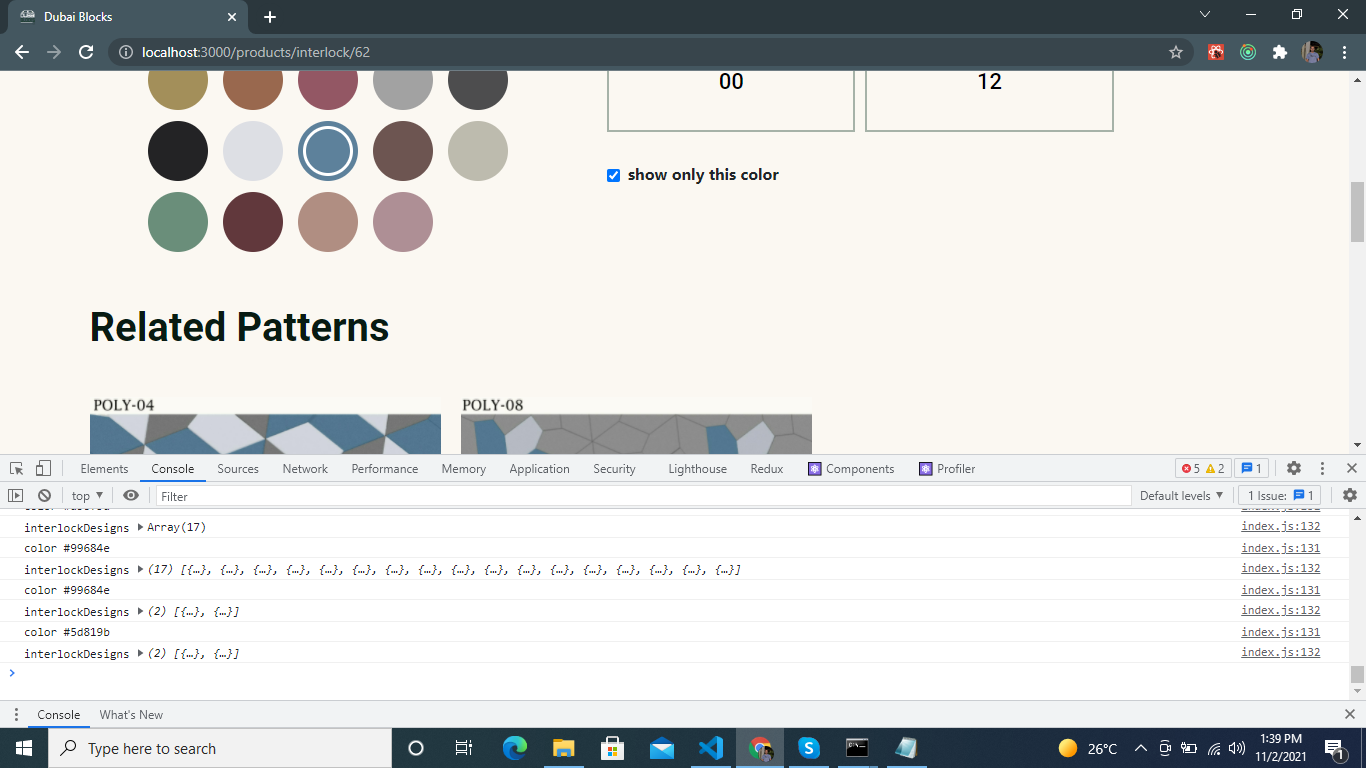 Dubai Blocks
localhost:3000/products/interlock/62
00
12
show only this color
Related Patterns
POLY-04
POLY-08
Elements Console Sources Network Performance Memory Application Security Lighthouse Redux Components Profiler 5 2 1
top Filter Default levels 1 Issue: 1
interlockDesigns Array(17) index.js:132
color #99684e index.js:131
interlockDesigns (17) [{…}, {…}, {…}, {…}, {…}, {…}, {…}, {…}, {…}, {…}, {…}, {…}, {…}, {…}, {…}, {…}, {…}] index.js:132
color #99684e index.js:131
interlockDesigns (2) [{…}, {…}] index.js:132
color #5d819b index.js:131
interlockDesigns (2) [{…}, {…}] index.js:132
Console What's New
Type here to search
26°C
1:39 PM
11/2/2021
1